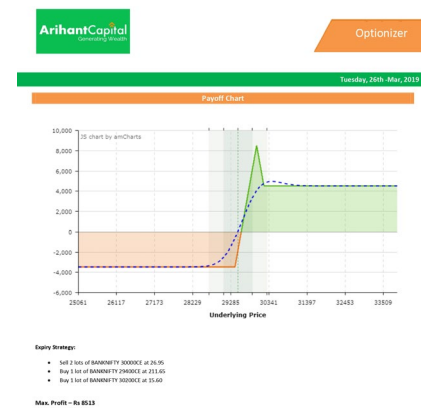 ArihantCapital
Generating Wealth
Optionizer
Tuesday, 26th -Mar, 2019
Payoff Chart
JS chart by amCharts
10,000
8,000
6,000
4,000
2,000
0
-2,000
-4,000
-6,000
25061 26117 27173 28229 29285 30341 31397 32453 33509
Underlying Price
Expiry Strategy:
• Sell 2 lots of BANKNIFTY 30000CE at 26.95
• Buy 1 lot of BANKNIFTY 29400CE at 211.65
• Buy 1 lot of BANKNIFTY 30200CE at 15.60
Max. Profit – Rs 8513